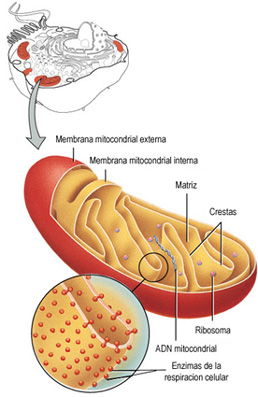 Membrana mitocondrial externa
Membrana mitocondrial interna
Matriz
Crestas
Ribosoma
ADN mitocondrial
Enzimas de la
respiracion celular